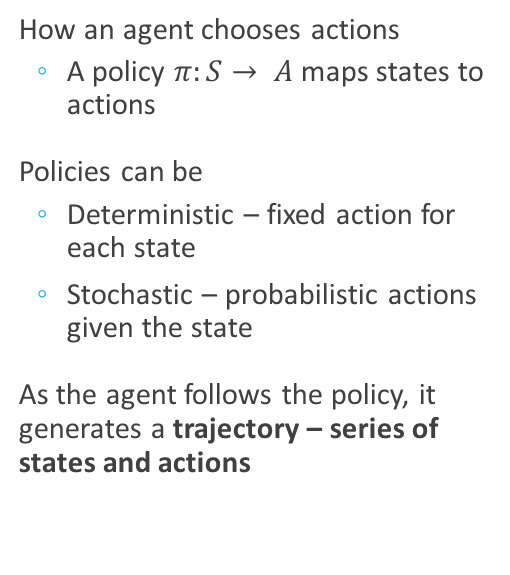 How an agent chooses actions
◦ A policy 𝜋: 𝑆 → 𝐴 maps states to
actions
Policies can be
◦ Deterministic – fixed action for
each state
◦ Stochastic – probabilistic actions
given the state
As the agent follows the policy, it
generates a trajectory – series of
states and actions